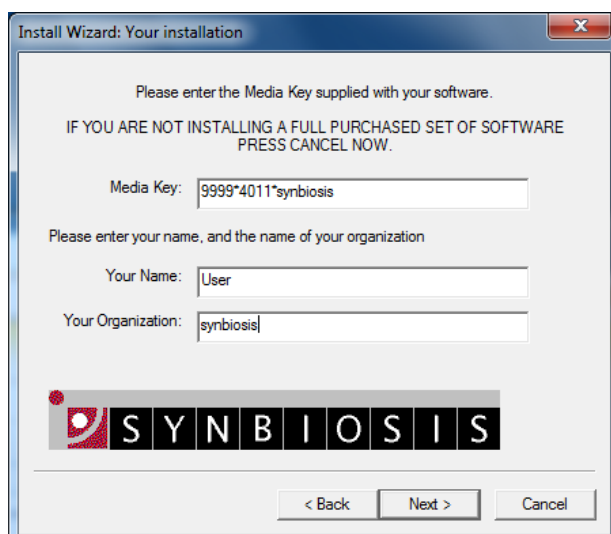 Install Wizard: Your installation
Please enter the Media Key supplied with your software.
IF YOU ARE NOT INSTALLING A FULL PURCHASED SET OF SOFTWARE
PRESS CANCEL NOW.
Media Key: 9999*4011*synbiosis
Please enter your name, and the name of your organization
Your Name: User
Your Organization: synbiosis
SYNBIOSIS
< Back Next > Cancel